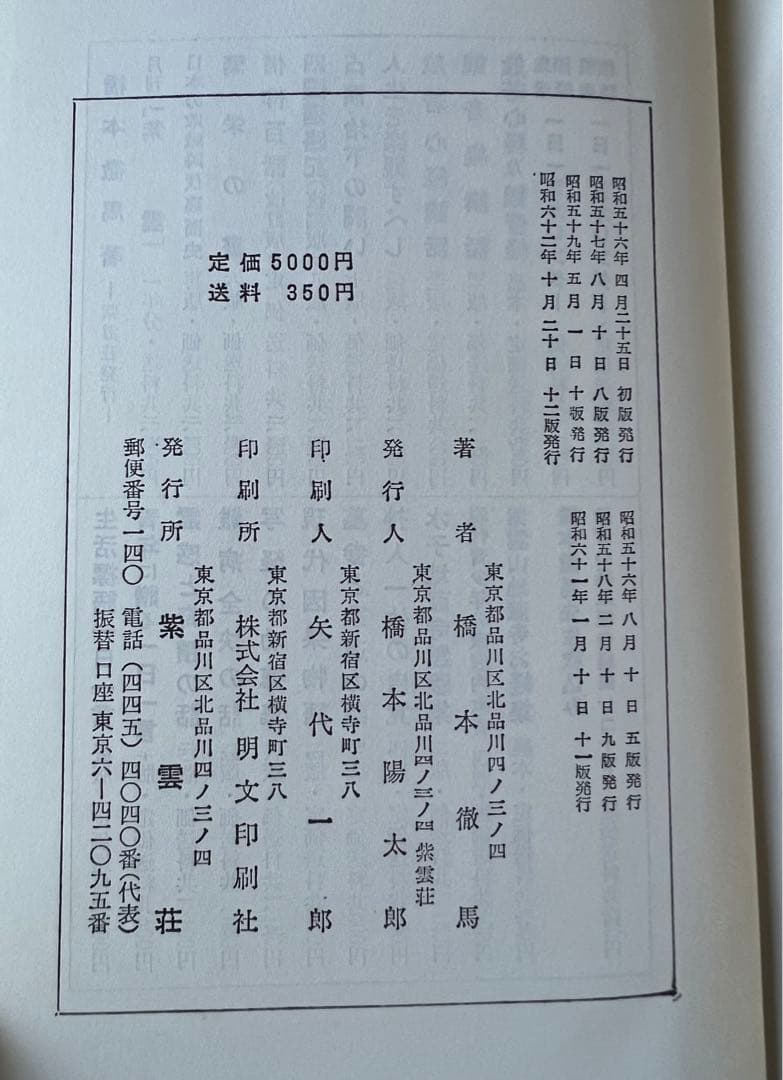 昭和五十六年 四月二十五日 初版発行
昭和五十六年 八月 十日 五版発行
昭和五十七年 八月 十日 八版発行
昭和五十八年 二月 十日 九版発行
昭和五十九年 五月 一日 十版発行
昭和六十一年 一月 十日 十一版発行
昭和六十二年 十月 二十日 十二版発行
定価 5000円
送料 350円
東京都品川区北品川四ノ三ノ四
著者 橋本徹馬
東京都品川区北品川四ノ三ノ四 紫雲荘
発行人 橋本陽太郎
東京都新宿区横寺町三八
印刷人 矢代一郎
東京都新宿区横寺町三八
印刷所 株式会社 明文印刷社
東京都品川区北品川四ノ三ノ四
発行所 紫雲荘
郵便番号一四〇 電話(四四五)四〇四〇番(代表)
振替口座 東京六ー四二〇九五番